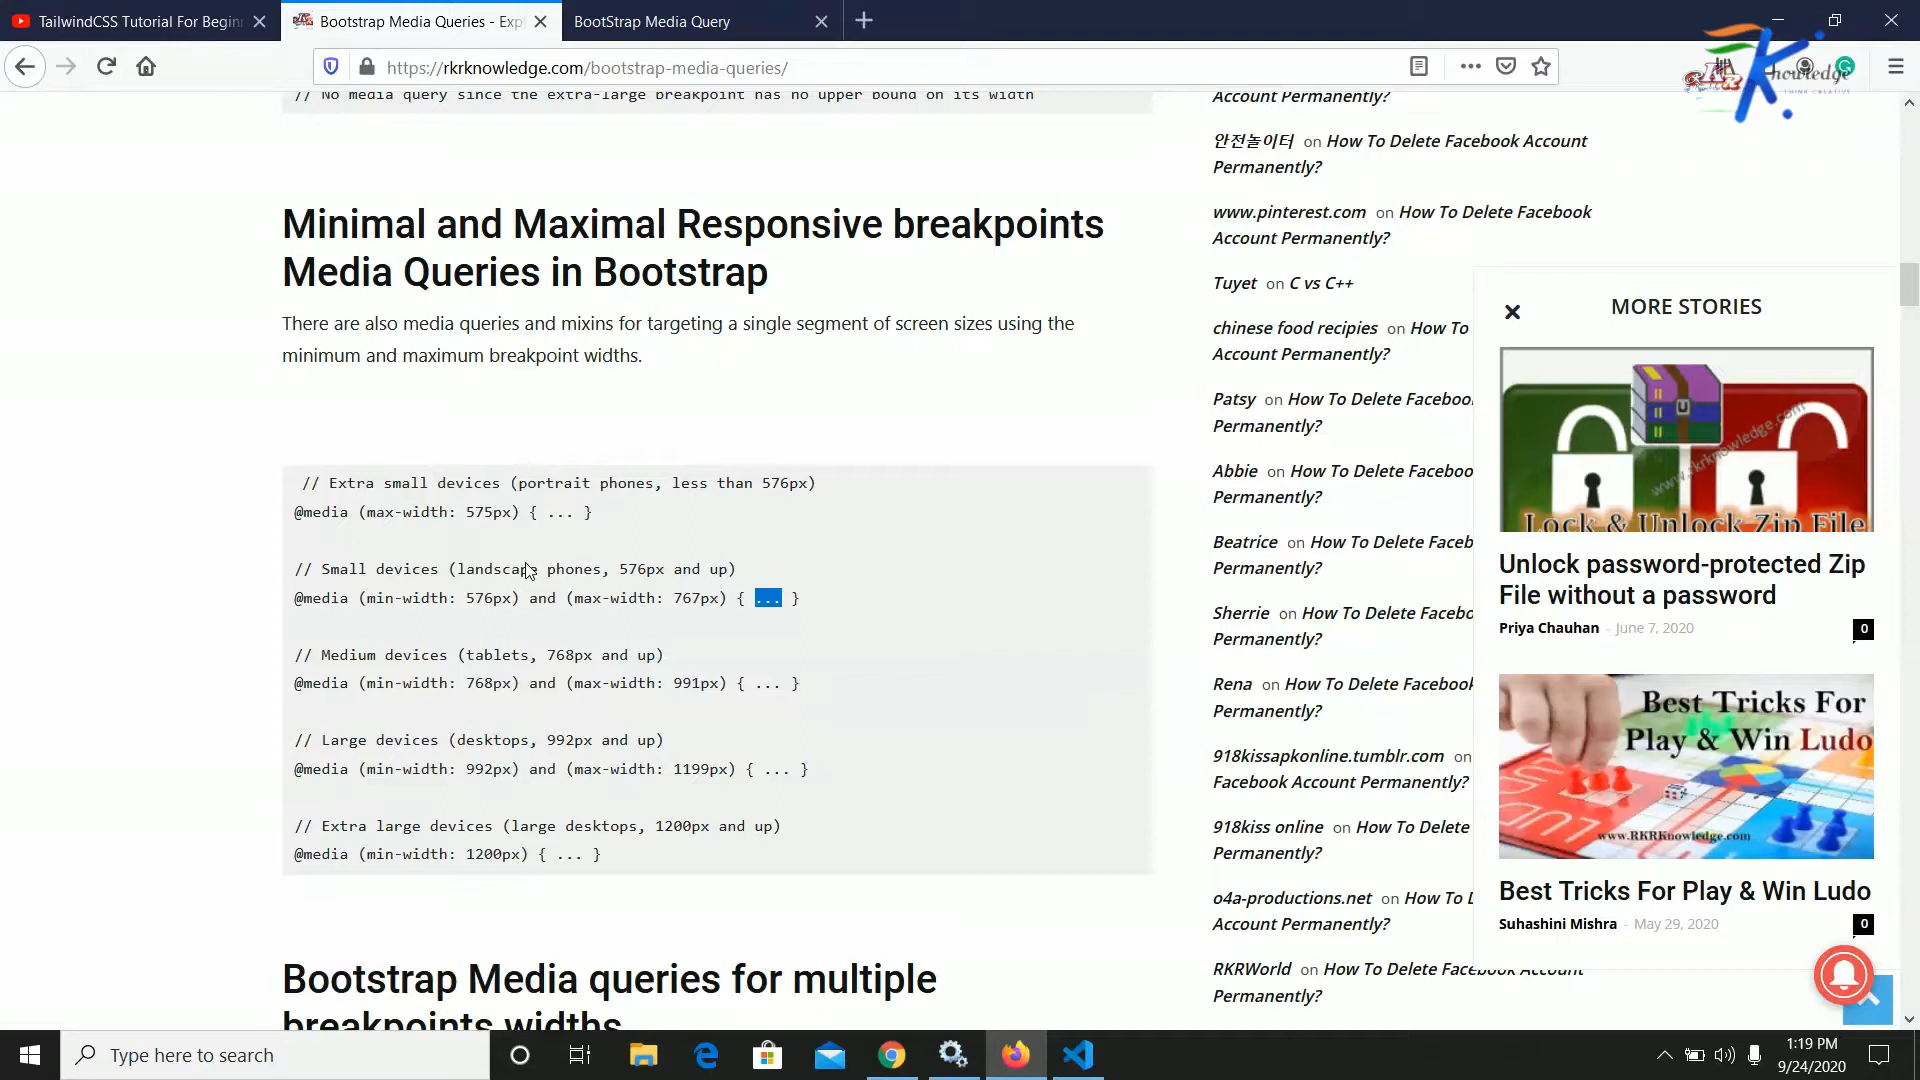 TailwindCSS Tutorial For Begin
Bootstrap Media Queries - Exp
BootStrap Media Query
https://rkrknowledge.com/bootstrap-media-queries/
Knowledge
THINK CREATIVE
// No media query since the extra-large breakpoint has no upper bound on its width
Minimal and Maximal Responsive breakpoints
Media Queries in Bootstrap
There are also media queries and mixins for targeting a single segment of screen sizes using the
minimum and maximum breakpoint widths.
// Extra small devices (portrait phones, less than 576px)
@media (max-width: 575px) { ... }
// Small devices (landscape phones, 576px and up)
@media (min-width: 576px) and (max-width: 767px) { ... }
// Medium devices (tablets, 768px and up)
@media (min-width: 768px) and (max-width: 991px) { ... }
// Large devices (desktops, 992px and up)
@media (min-width: 992px) and (max-width: 1199px) { ... }
// Extra large devices (large desktops, 1200px and up)
@media (min-width: 1200px) { ... }
Bootstrap Media queries for multiple
breakpoints widths
Account Permanently?
안전놀이터 on How To Delete Facebook Account
Permanently?
www.pinterest.com on How To Delete Facebook
Account Permanently?
Tuyet on C vs C++
chinese food recipies on How To
Account Permanently?
Patsy on How To Delete Facebook
Permanently?
Abbie on How To Delete Facebook
Permanently?
Beatrice on How To Delete Faceb
Permanently?
Sherrie on How To Delete Facebo
Permanently?
Rena on How To Delete Facebook
Permanently?
918kissapkonline.tumblr.com on
Facebook Account Permanently?
918kiss online on How To Delete
Account Permanently?
o4a-productions.net on How To D
Account Permanently?
RKRWorld on How To Delete Facebook Account
Permanently?
MORE STORIES
www.rkrknowledge.com
Lock & Unlock Zip File
Unlock password-protected Zip
File without a password
Priya Chauhan - June 7, 2020
0
Best Tricks For
Play & Win Ludo
www.RKRKnowledge.com
Best Tricks For Play & Win Ludo
Suhashini Mishra - May 29, 2020
0
Type here to search
1:19 PM
9/24/2020